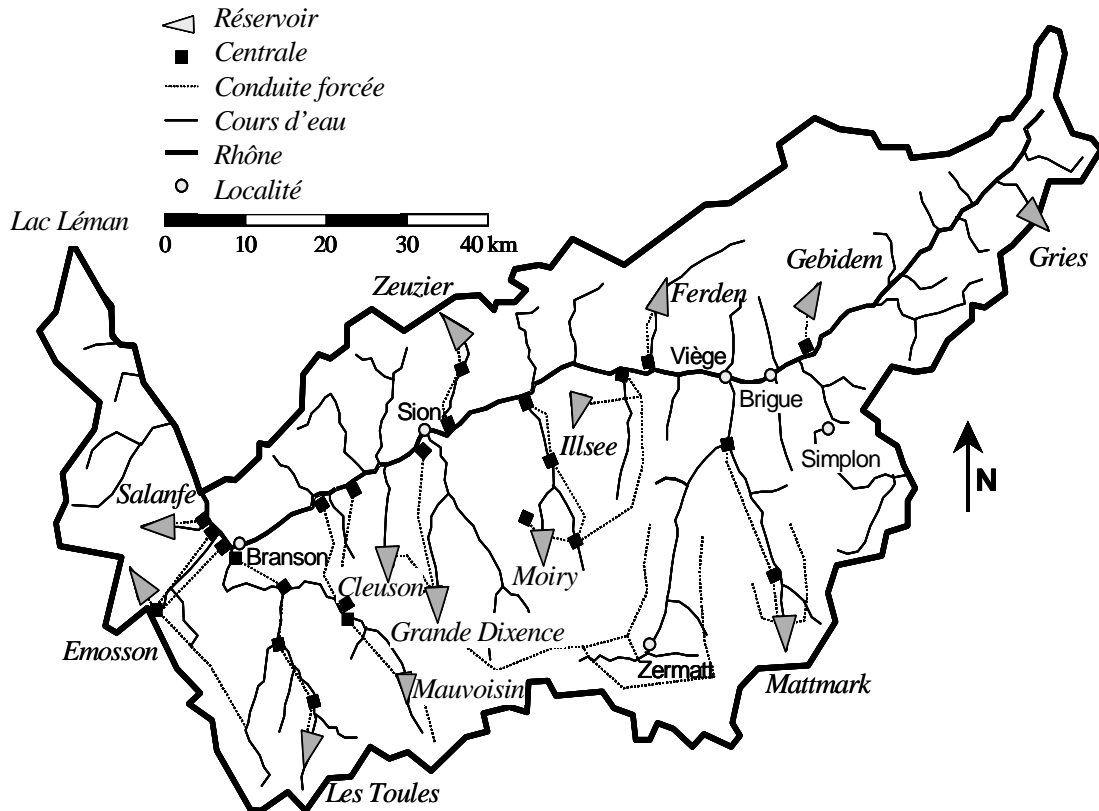 Réservoir
Centrale
Conduite forcée
Cours d'eau
Rhône
Localité
Lac Léman
0 10 20 30 40 km
Zeuzier
Ferden
Gebidem
Gries
Viège
Brigue
Sion
Illsee
Simplon
N
Salanfe
Branson
Cleuson
Moiry
Grande Dixence
Emosson
Zermatt
Mauvoisin
Mattmark
Les Toules